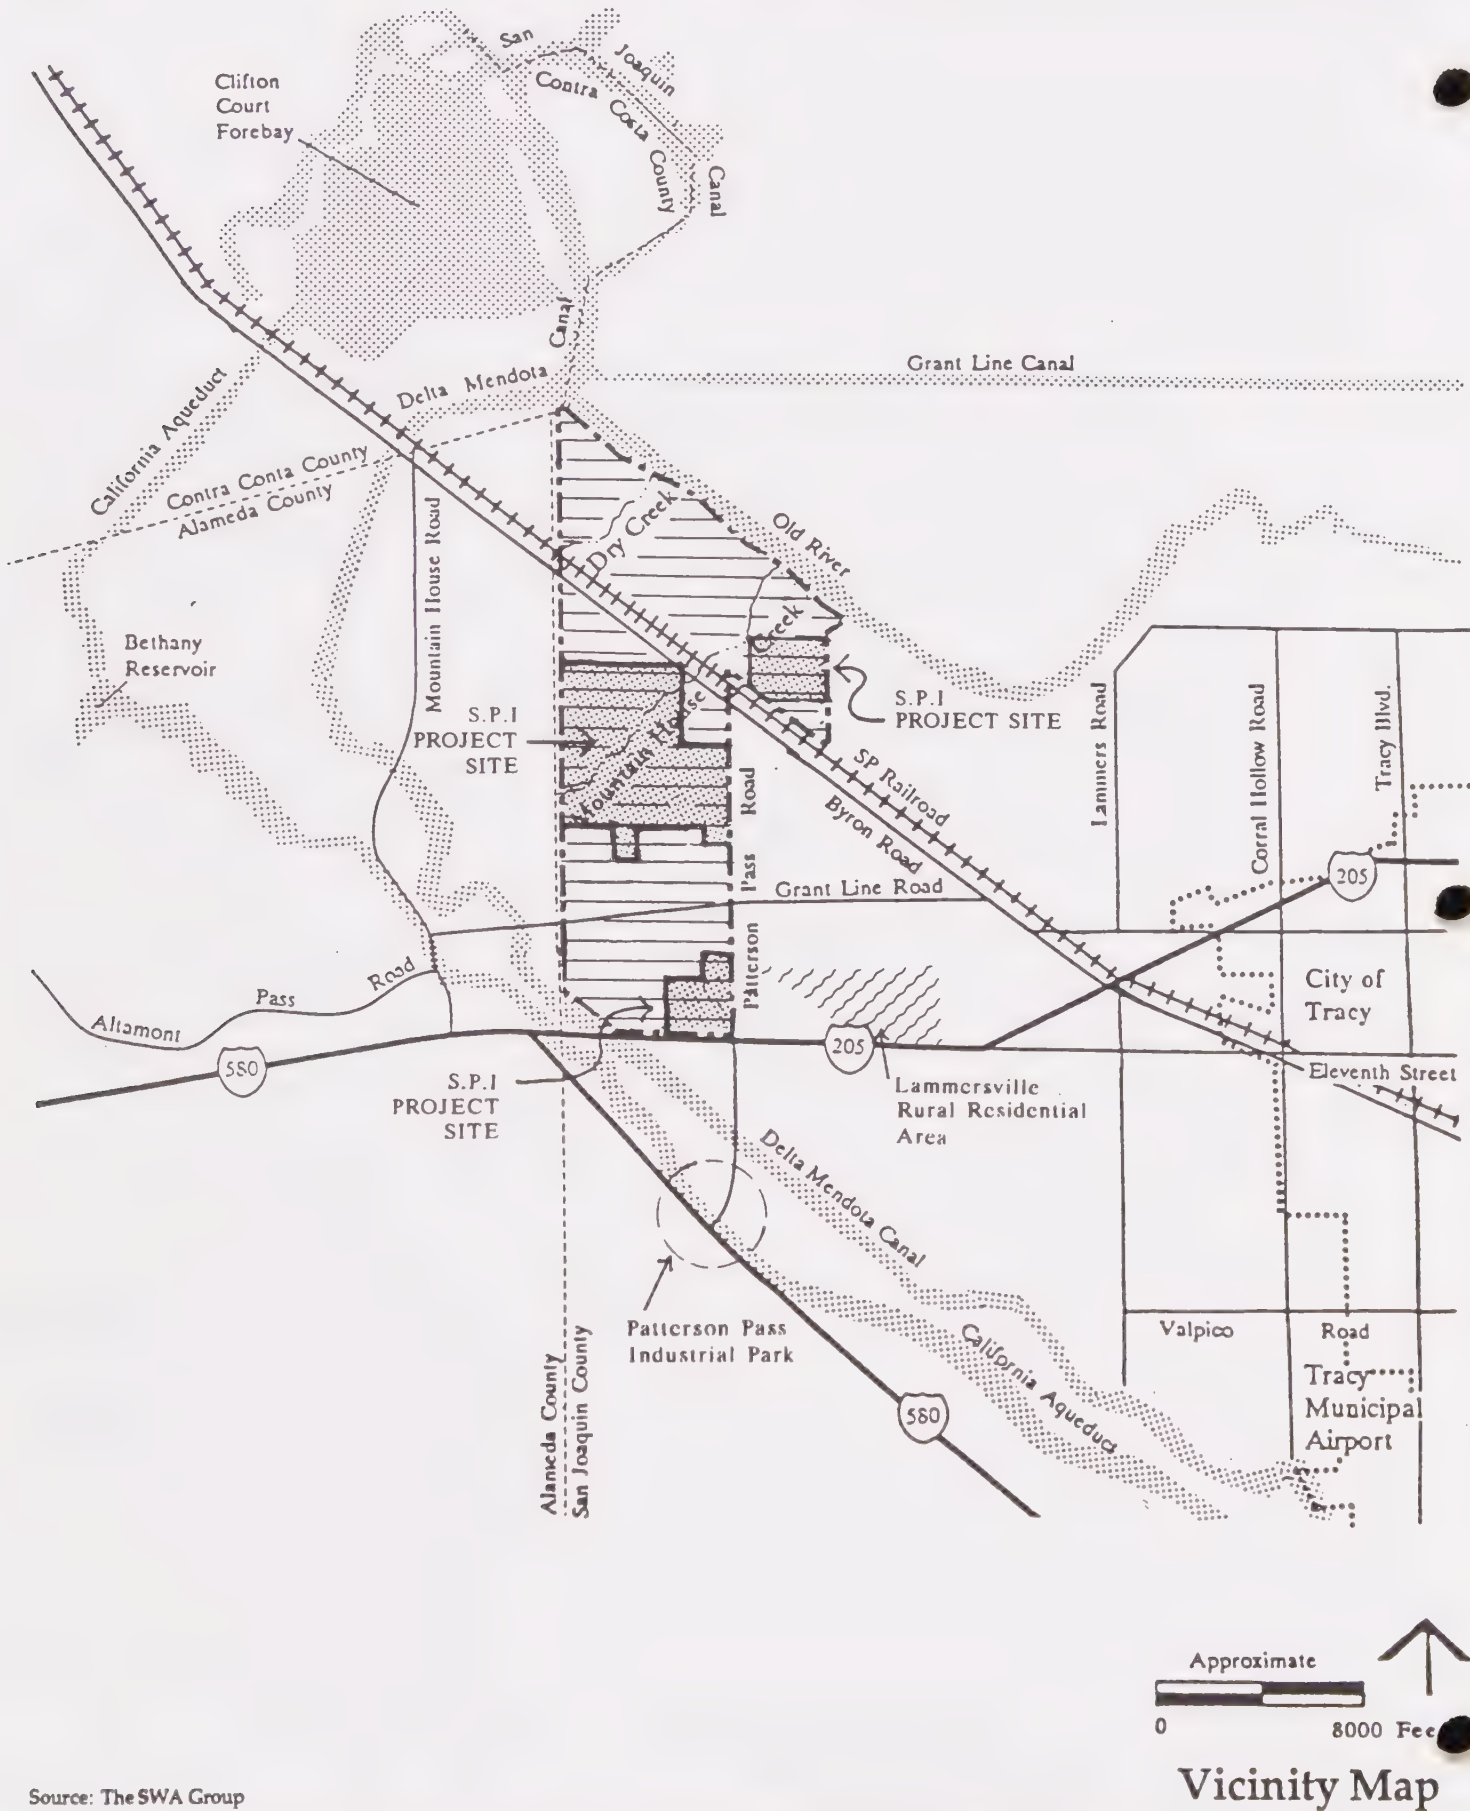 San
Joaquin
Canal
Contra Costa County
Clifton
Court
Forebay
Canal
Delta Mendota
Grant Line Canal
California Aqueduct
Contra Conta County
Alameda County
Mountain House Road
Dry Creek
Old River
Creek
Mountain House
Bethany
Reservoir
S.P.I
PROJECT
SITE
S.P.I
PROJECT SITE
SP Railroad
Byron Road
Lammers Road
Corral Hollow Road
Tracy Blvd.
205
Grant Line Road
Patterson Pass Road
Altamont Pass Road
City of
Tracy
580
205
Eleventh Street
S.P.I
PROJECT
SITE
Lammersville
Rural Residential
Area
Delta Mendota Canal
Patterson Pass
Industrial Park
Alameda County
San Joaquin County
California Aqueduct
580
Valpico Road
Tracy
Municipal
Airport
Approximate
0 8000 Fee
Vicinity Map
Source: The SWA Group